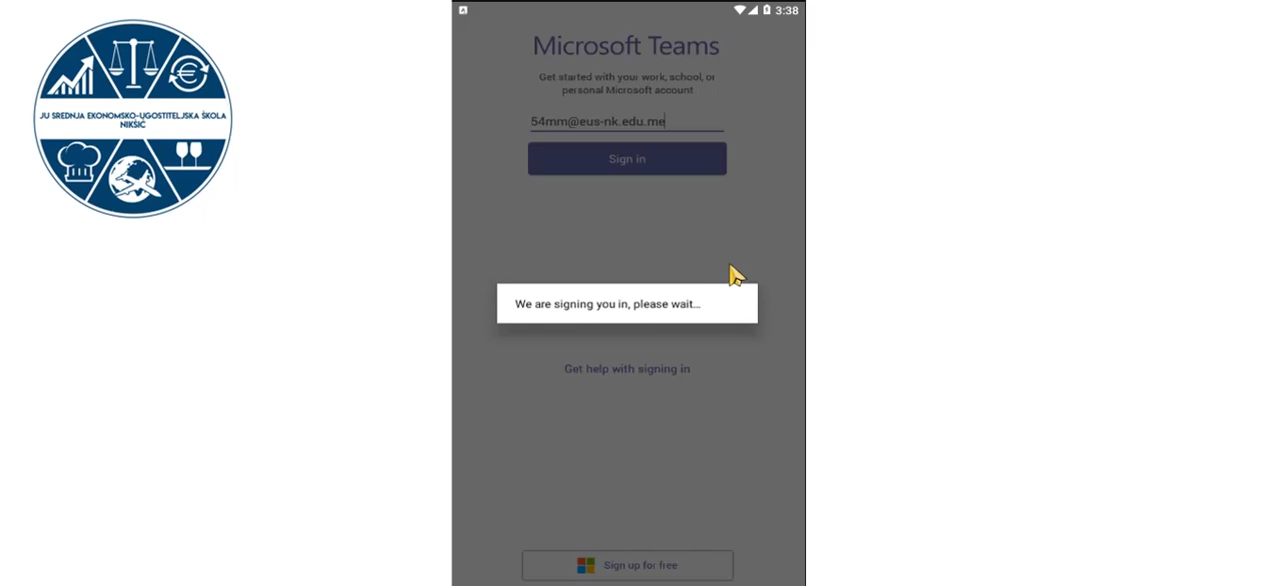 JU SREDNJA EKONOMSKO-UGOSTITELJSKA ŠKOLA
NIKŠIĆ
3:38
Microsoft Teams
Get started with your work, school, or
personal Microsoft account
54mm@eus-nk.edu.me
Sign in
We are signing you in, please wait...
Get help with signing in
Sign up for free